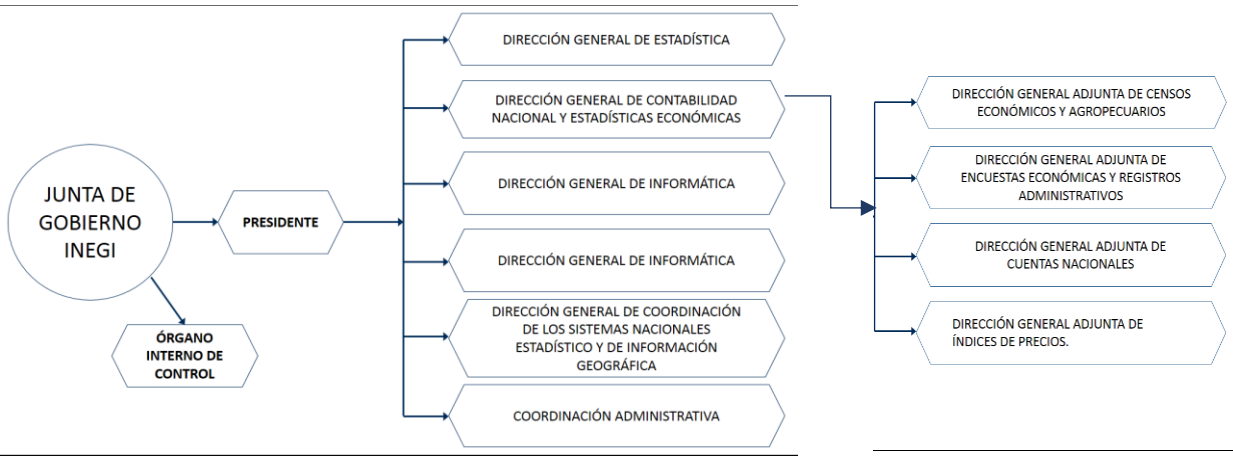 JUNTA DE
GOBIERNO
INEGI
ÓRGANO
INTERNO DE
CONTROL
PRESIDENTE
DIRECCIÓN GENERAL DE ESTADÍSTICA
DIRECCIÓN GENERAL DE CONTABILIDAD
NACIONAL Y ESTADÍSTICAS ECONÓMICAS
DIRECCIÓN GENERAL DE INFORMÁTICA
DIRECCIÓN GENERAL DE INFORMÁTICA
DIRECCIÓN GENERAL DE COORDINACIÓN
DE LOS SISTEMAS NACIONALES
ESTADÍSTICO Y DE INFORMACIÓN
GEOGRÁFICA
COORDINACIÓN ADMINISTRATIVA
DIRECCIÓN GENERAL ADJUNTA DE CENSOS
ECONÓMICOS Y AGROPECUARIOS
DIRECCIÓN GENERAL ADJUNTA DE
ENCUESTAS ECONÓMICAS Y REGISTROS
ADMINISTRATIVOS
DIRECCIÓN GENERAL ADJUNTA DE
CUENTAS NACIONALES
DIRECCIÓN GENERAL ADJUNTA DE
ÍNDICES DE PRECIOS.